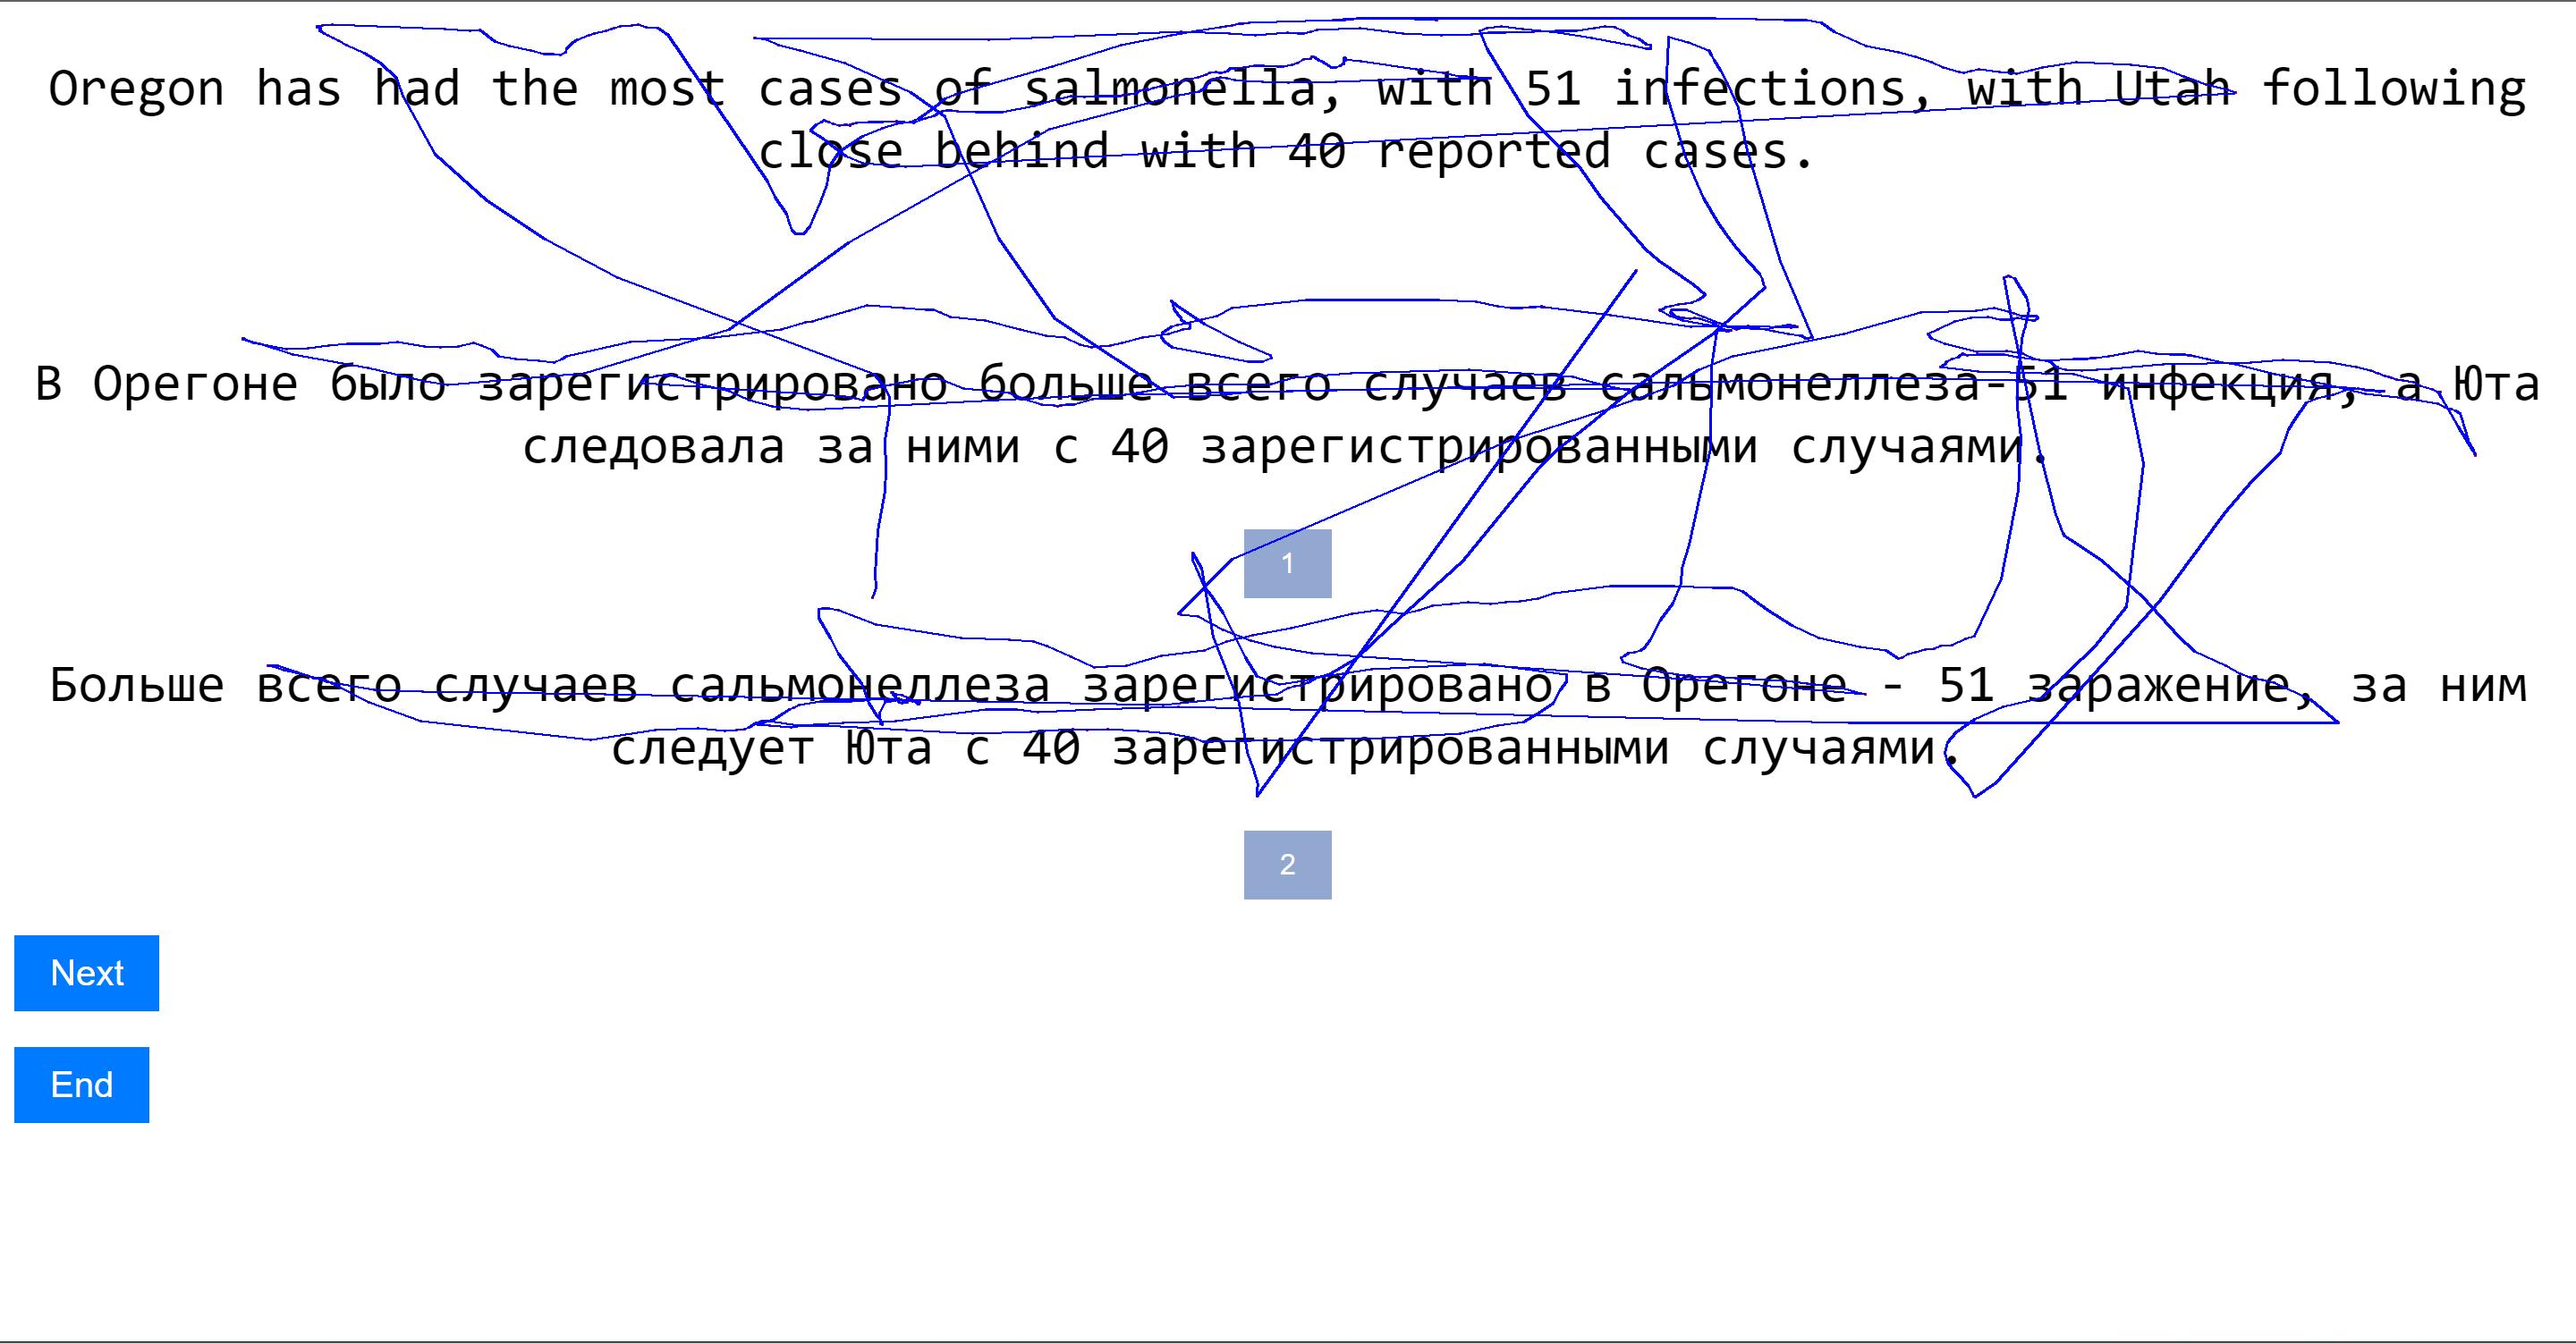 Oregon has had the most cases of salmonella, with 51 infections, with Utah following
close behind with 40 reported cases.
В Орегоне было зарегистрировано больше всего случаев сальмонеллеза-51 инфекция, а Юта
следовала за ними с 40 зарегистрированными случаями.
1
Больше всего случаев сальмонеллеза зарегистрировано в Орегоне - 51 заражение, за ним
следует Юта с 40 зарегистрированными случаями.
2
Next
End